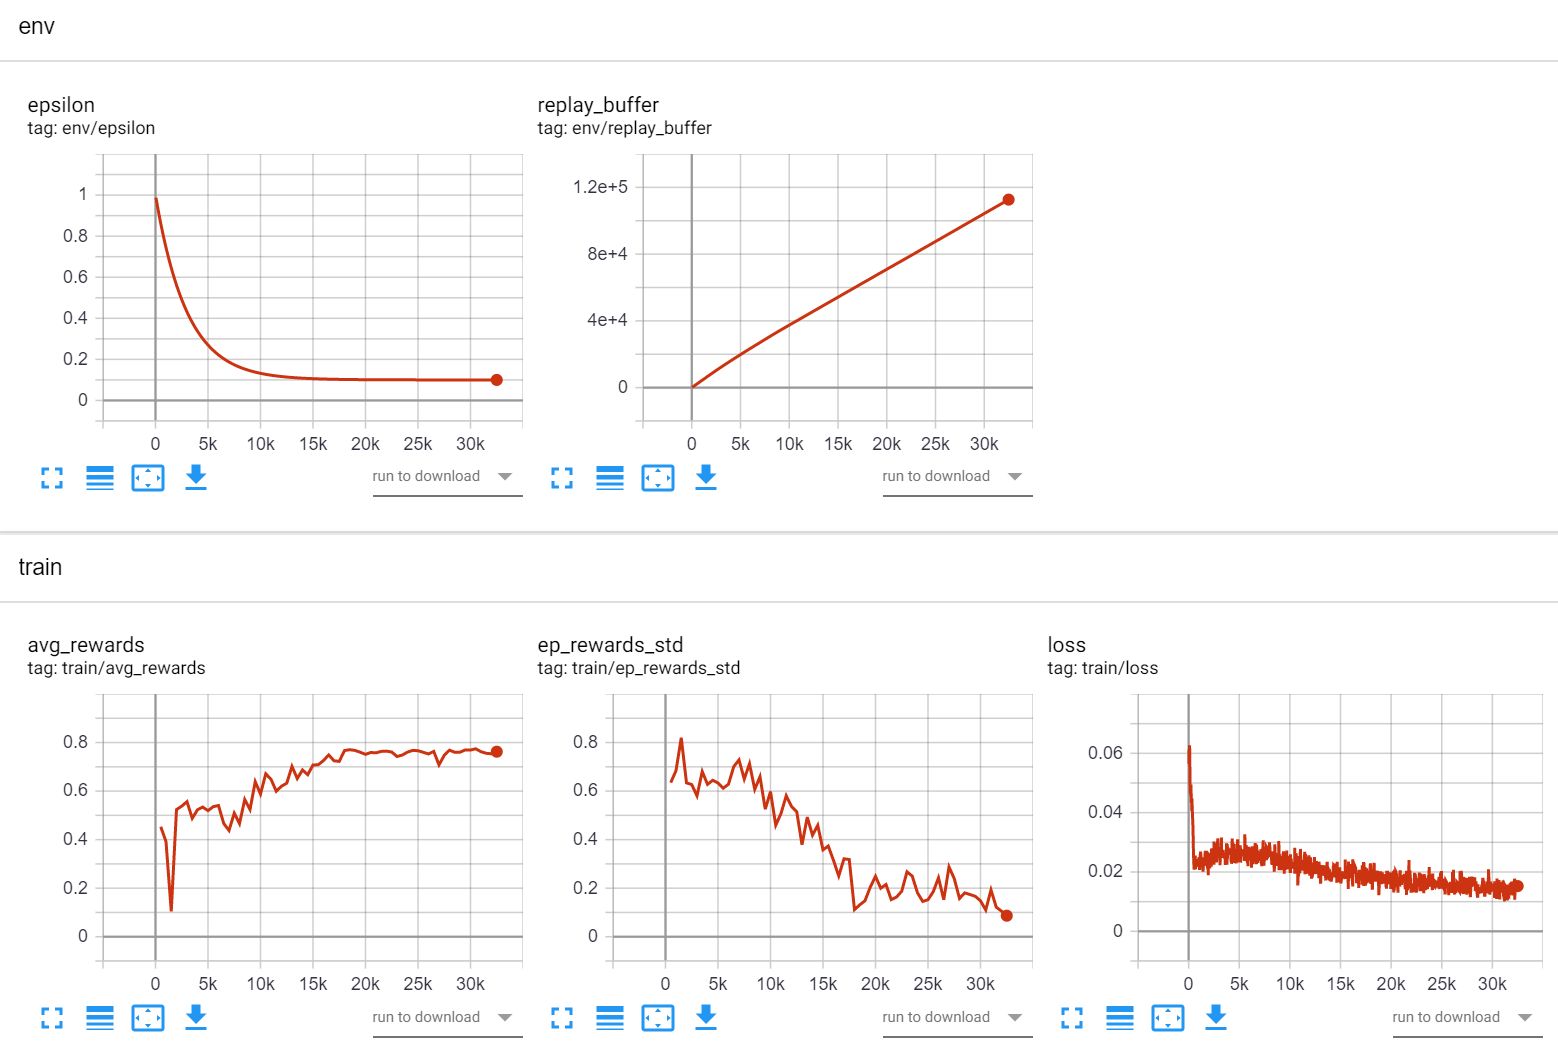 env
epsilon
tag: env/epsilon
1
0.8
0.6
0.4
0.2
0
0 5k 10k 15k 20k 25k 30k
run to download
replay_buffer
tag: env/replay_buffer
1.2e+5
8e+4
4e+4
0
0 5k 10k 15k 20k 25k 30k
run to download
train
avg_rewards
tag: train/avg_rewards
0.8
0.6
0.4
0.2
0
0 5k 10k 15k 20k 25k 30k
run to download
ep_rewards_std
tag: train/ep_rewards_std
0.8
0.6
0.4
0.2
0
0 5k 10k 15k 20k 25k 30k
run to download
loss
tag: train/loss
0.06
0.04
0.02
0
0 5k 10k 15k 20k 25k 30k
run to download